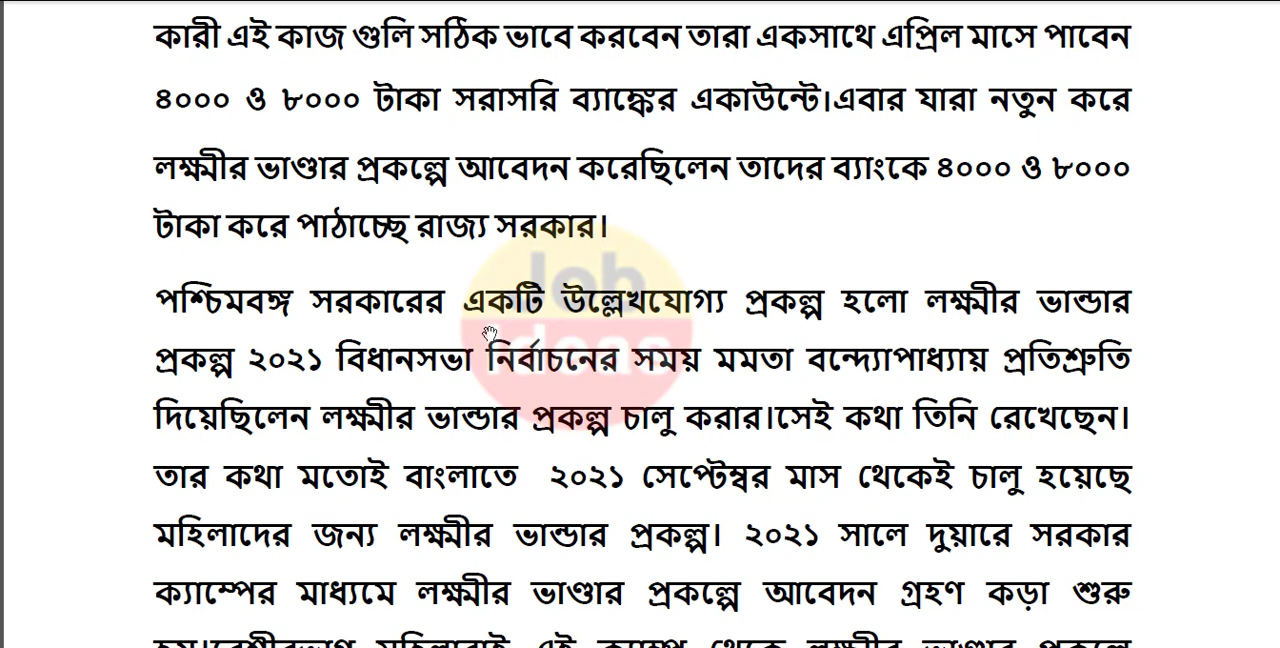 কারী এই কাজ গুলি সঠিক ভাবে করবেন তারা একসাথে এপ্রিল মাসে পাবেন
৪০০০ ও ৮০০০ টাকা সরাসরি ব্যাঙ্কের একাউন্টে।এবার যারা নতুন করে
লক্ষ্মীর ভাণ্ডার প্রকল্পে আবেদন করেছিলেন তাদের ব্যাংকে ৪০০০ ও ৮০০০
টাকা করে পাঠাচ্ছে রাজ্য সরকার।
Job
Ideas
পশ্চিমবঙ্গ সরকারের একটি উল্লেখযোগ্য প্রকল্প হলো লক্ষ্মীর ভান্ডার
প্রকল্প ২০২১ বিধানসভা নির্বাচনের সময় মমতা বন্দ্যোপাধ্যায় প্রতিশ্রুতি
দিয়েছিলেন লক্ষ্মীর ভান্ডার প্রকল্প চালু করার।সেই কথা তিনি রেখেছেন।
তার কথা মতোই বাংলাতে ২০২১ সেপ্টেম্বর মাস থেকেই চালু হয়েছে
মহিলাদের জন্য লক্ষ্মীর ভান্ডার প্রকল্প। ২০২১ সালে দুয়ারে সরকার
ক্যাম্পের মাধ্যমে লক্ষ্মীর ভাণ্ডার প্রকল্পে আবেদন গ্রহণ কড়া শুরু